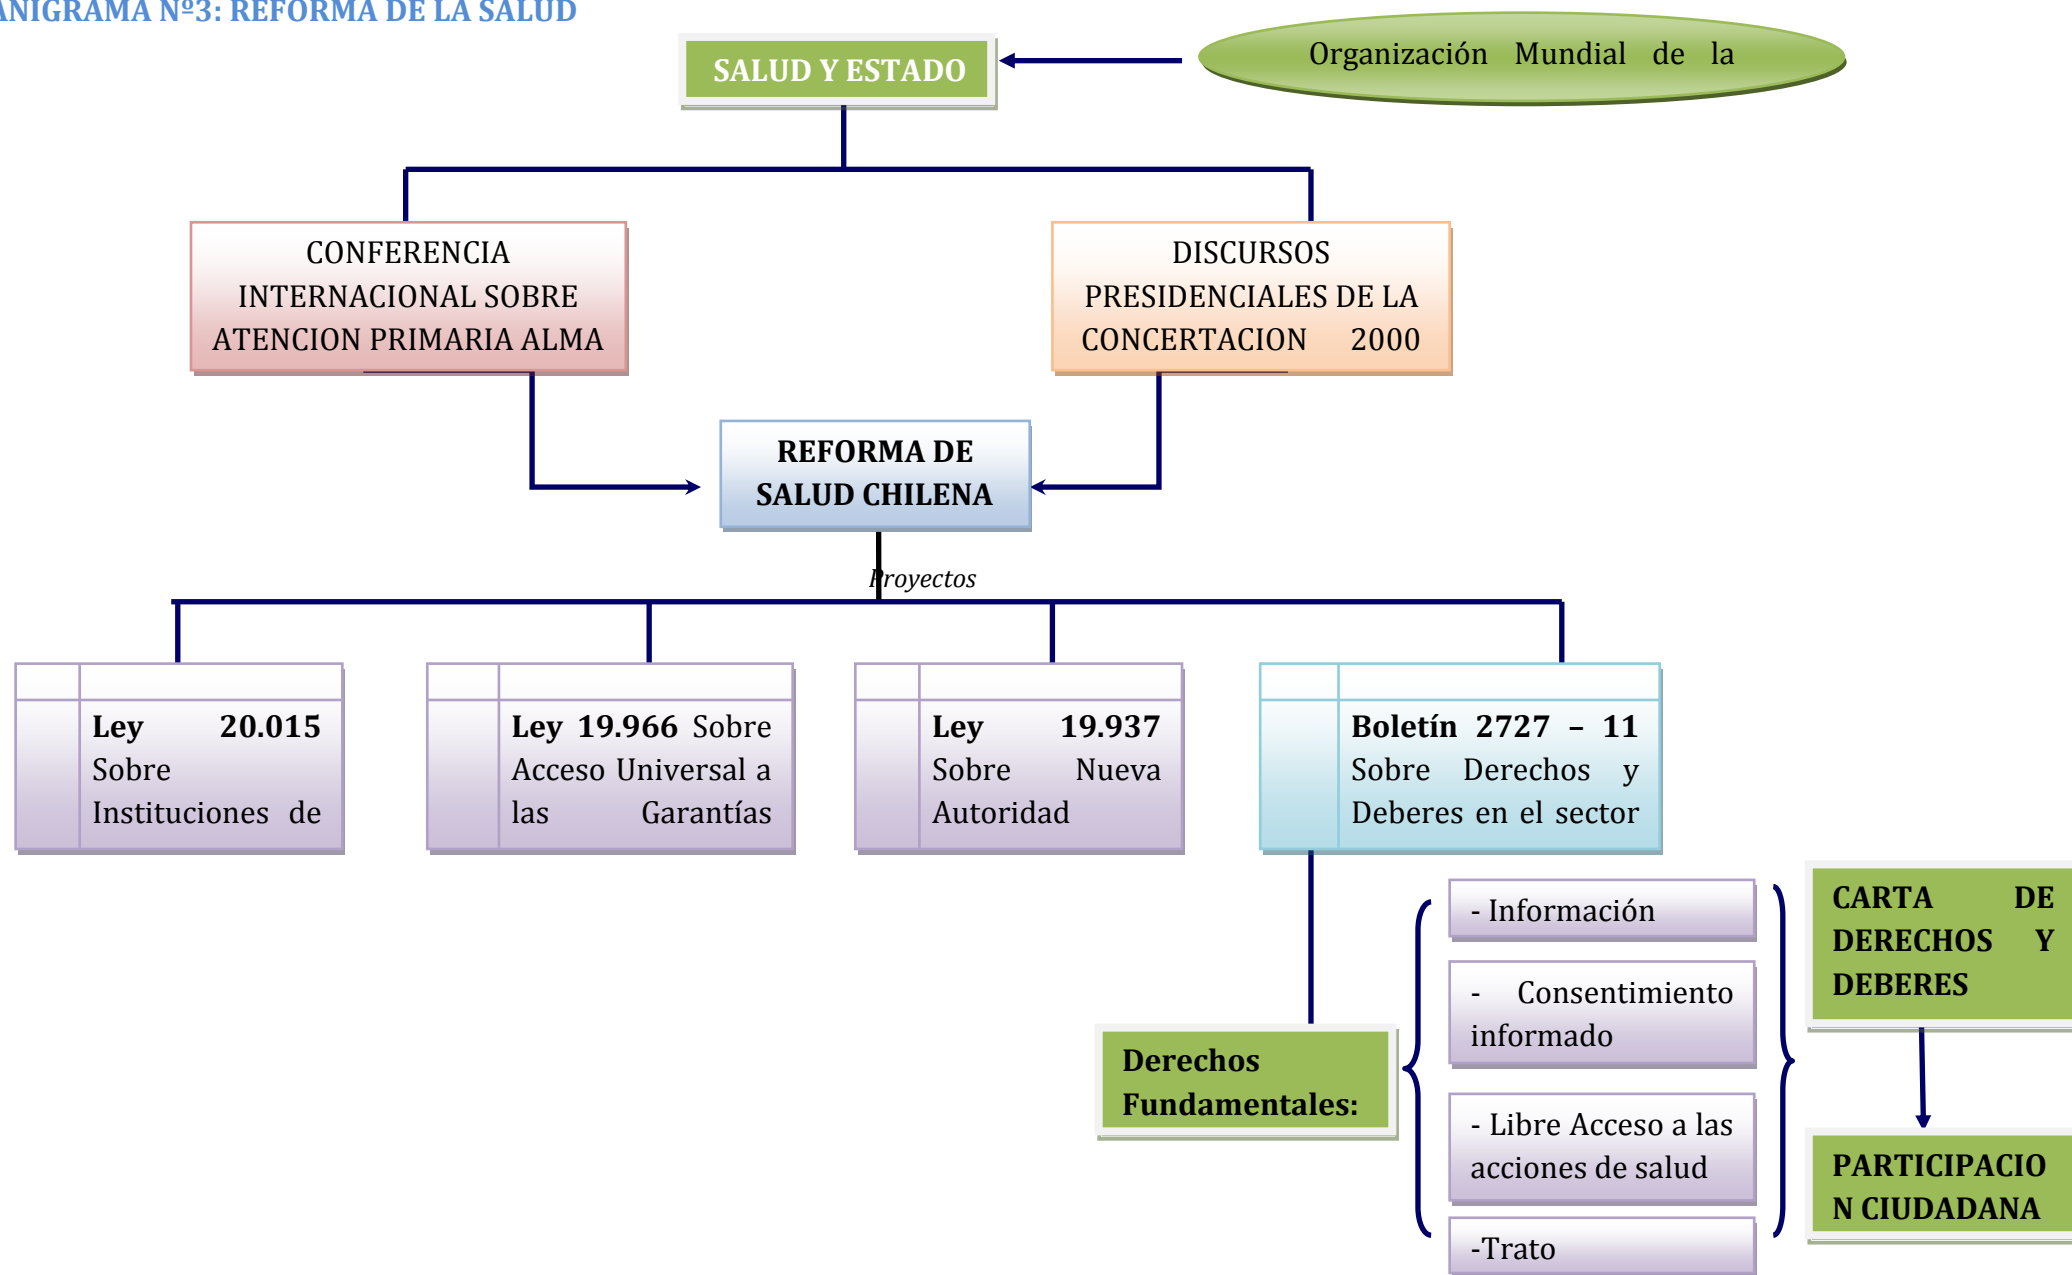 ANIGRAMA Nº3: REFORMA DE LA SALUD
SALUD Y ESTADO
Organización Mundial de la
CONFERENCIA
INTERNACIONAL SOBRE
ATENCION PRIMARIA ALMA
DISCURSOS
PRESIDENCIALES DE LA
CONCERTACION 2000
REFORMA DE
SALUD CHILENA
Proyectos
Ley 20.015
Sobre
Instituciones de
Ley 19.966 Sobre
Acceso Universal a
las Garantías
Ley 19.937
Sobre Nueva
Autoridad
Boletín 2727 – 11
Sobre Derechos y
Deberes en el sector
Derechos
Fundamentales:
- Información
- Consentimiento
informado
- Libre Acceso a las
acciones de salud
-Trato
CARTA DE
DERECHOS Y
DEBERES
PARTICIPACIO
N CIUDADANA